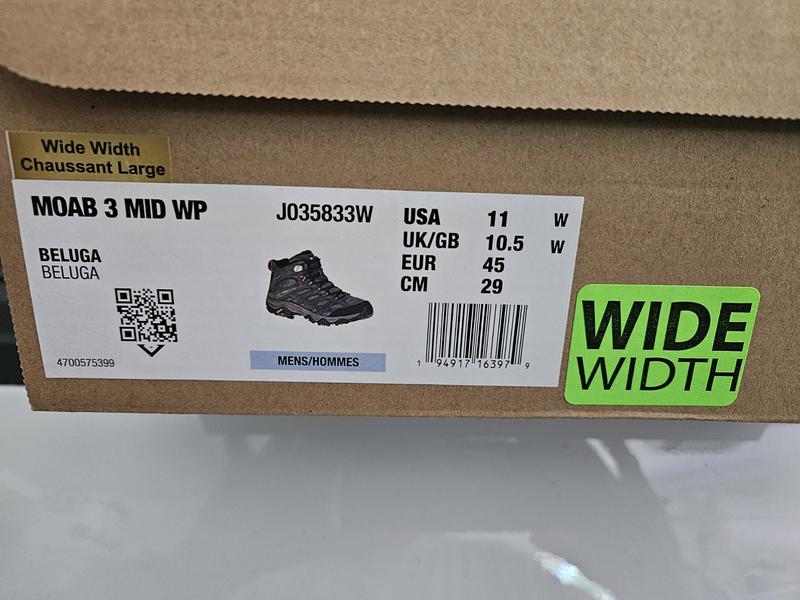 Wide Width
Chaussant Large
MOAB 3 MID WP
J035833W
BELUGA
BELUGA
4700575399
MENS/HOMMES
USA 11 W
UK/GB 10.5 W
EUR 45
CM 29
1 94917 16397 9
WIDE
WIDTH